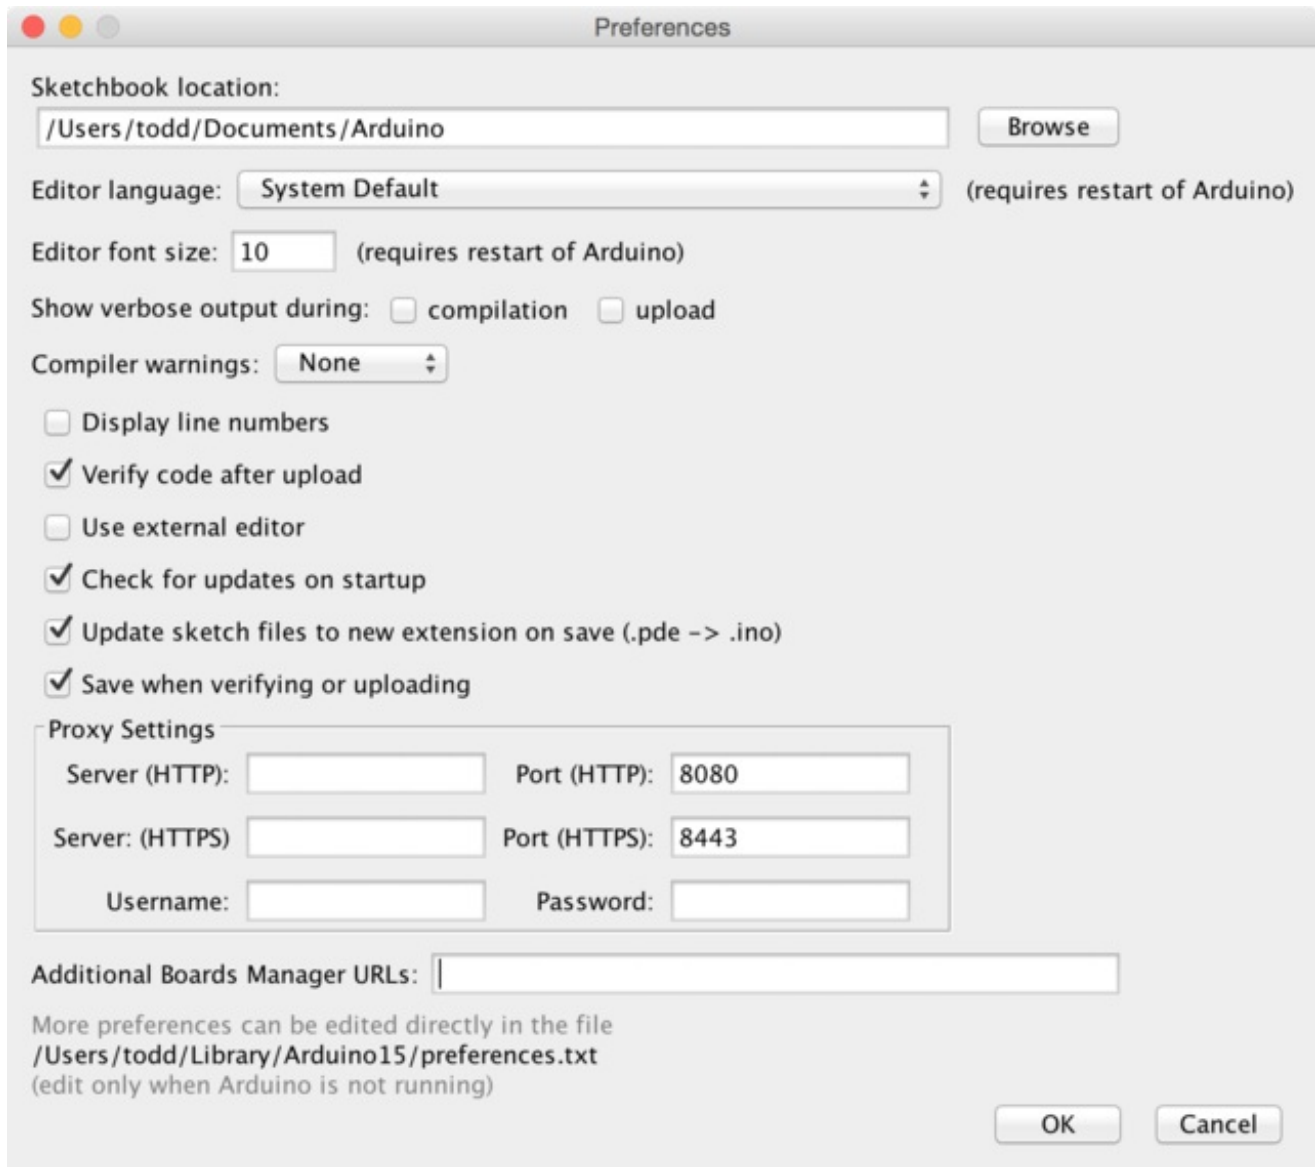 Preferences
Sketchbook location:
/Users/todd/Documents/Arduino Browse
Editor language: System Default (requires restart of Arduino)
Editor font size: 10 (requires restart of Arduino)
Show verbose output during: compilation upload
Compiler warnings: None
Display line numbers
Verify code after upload
Use external editor
Check for updates on startup
Update sketch files to new extension on save (.pde -> .ino)
Save when verifying or uploading
Proxy Settings
Server (HTTP): Port (HTTP): 8080
Server: (HTTPS) Port (HTTPS): 8443
Username: Password:
Additional Boards Manager URLs:
More preferences can be edited directly in the file
/Users/todd/Library/Arduino15/preferences.txt
(edit only when Arduino is not running)
OK Cancel